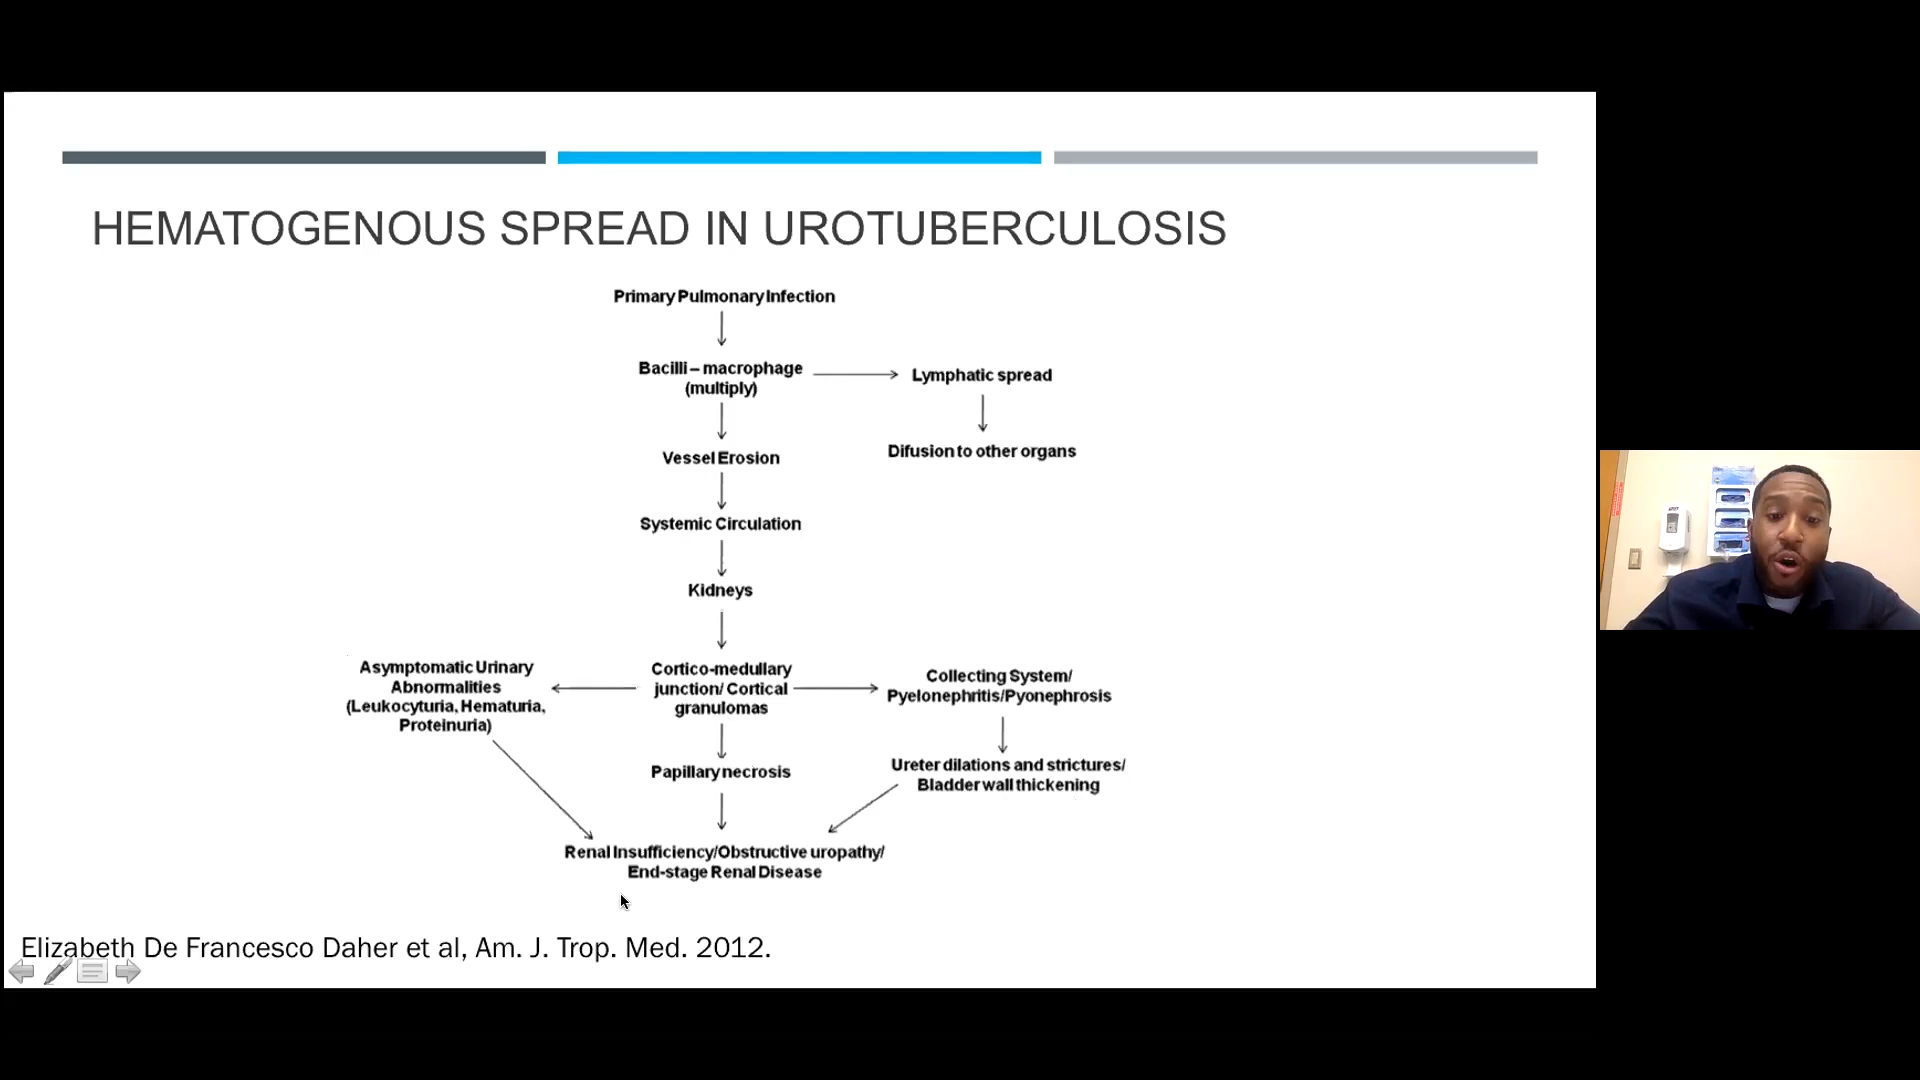 HEMATOGENOUS SPREAD IN UROTUBERCULOSIS
Primary Pulmonary Infection
Bacilli – macrophage
(multiply)
Lymphatic spread
Vessel Erosion
Difusion to other organs
Systemic Circulation
Kidneys
Asymptomatic Urinary
Abnormalities
(Leukocyturia, Hematuria,
Proteinuria)
Cortico-medullary
junction/ Cortical
granulomas
Collecting System/
Pyelonephritis/Pyonephrosis
Papillary necrosis
Ureter dilations and strictures/
Bladder wall thickening
Renal Insufficiency/Obstructive uropathy/
End-stage Renal Disease
Elizabeth De Francesco Daher et al, Am. J. Trop. Med. 2012.